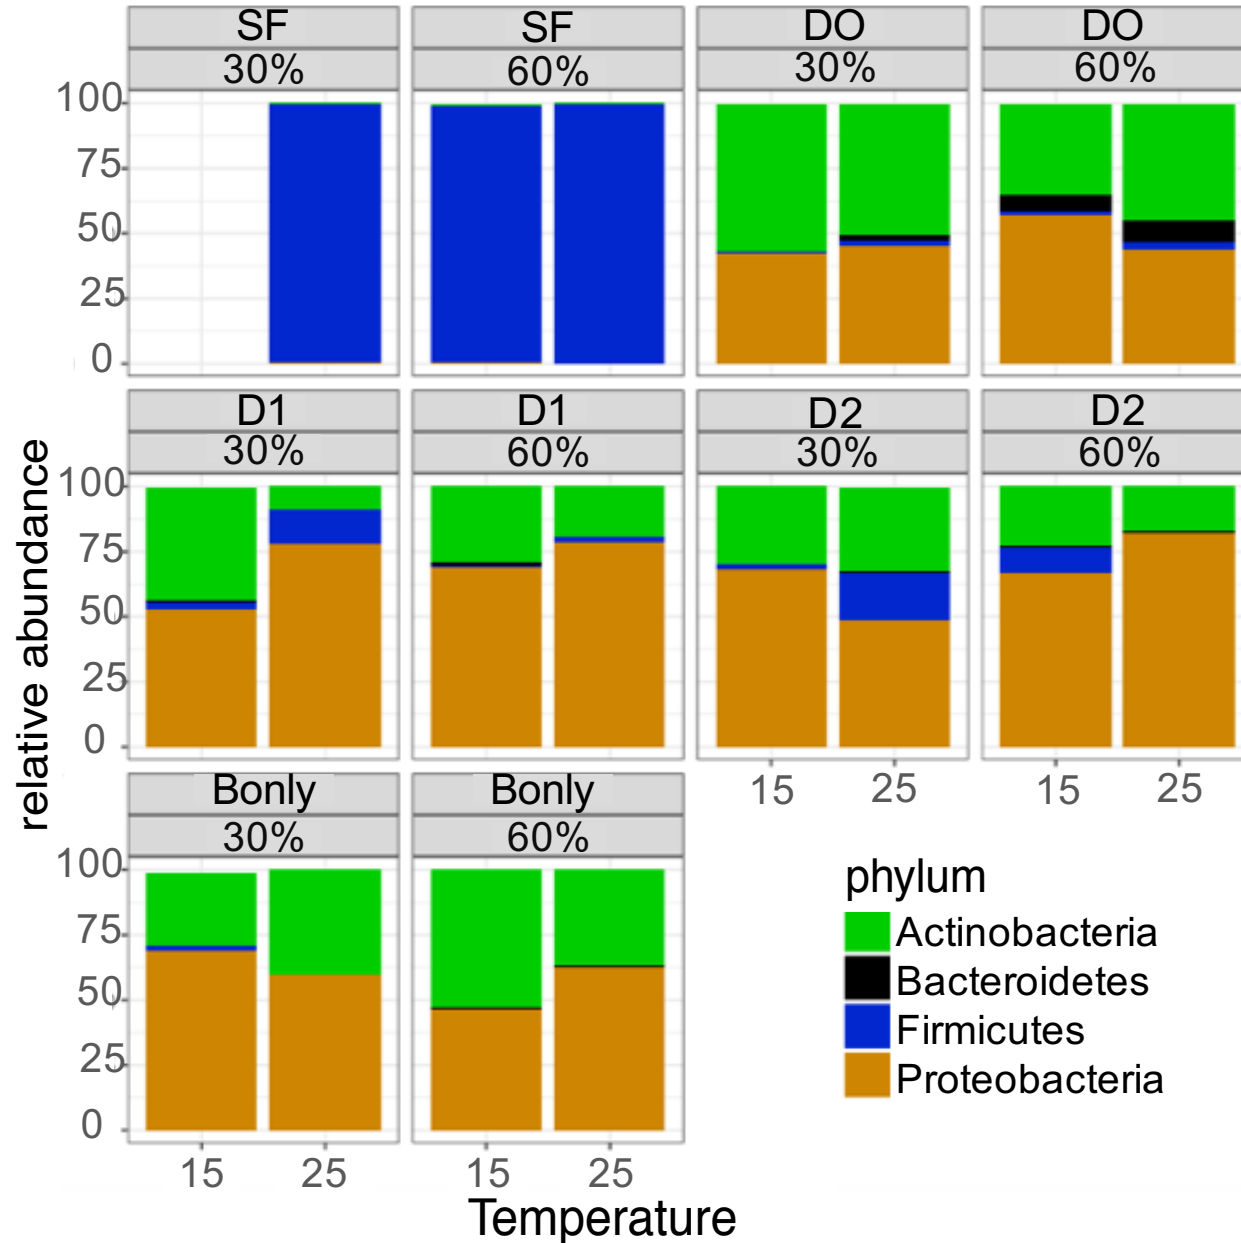 SF SF DO DO
30% 60% 30% 60%
100
75
50
25
0
D1 D1 D2 D2
30% 60% 30% 60%
100
75
50
25
0
15 25 15 25
Bonly Bonly
30% 60%
100
75
50
25
0
15 25 15 25
relative abundance
Temperature
phylum
Actinobacteria
Bacteroidetes
Firmicutes
Proteobacteria